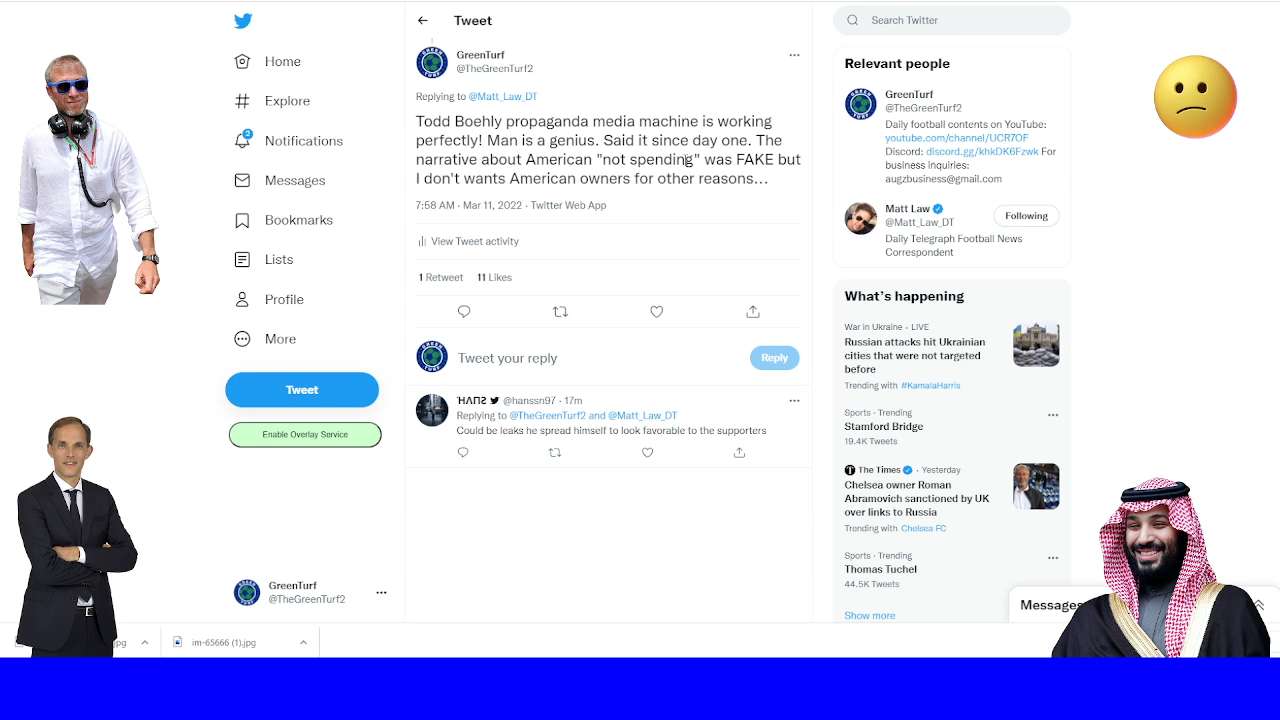 Home
Explore
2
Notifications
Messages
Bookmarks
Lists
Profile
More
Tweet
Enable Overlay Service
GreenTurf
@TheGreenTurf2
Tweet
GREEN
TURF
GreenTurf
@TheGreenTurf2
Replying to @Matt_Law_DT
Todd Boehly propaganda media machine is working
perfectly! Man is a genius. Said it since day one. The
narrative about American "not spending" was FAKE but
I don't wants American owners for other reasons...
7:58 AM · Mar 11, 2022 · Twitter Web App
View Tweet activity
1 Retweet 11 Likes
Tweet your reply
Reply
@hanssn97 · 17m
Replying to @TheGreenTurf2 and @Matt_Law_DT
Could be leaks he spread himself to look favorable to the supporters
Search Twitter
Relevant people
GreenTurf
@TheGreenTurf2
Daily football contents on YouTube:
youtube.com/channel/UCR7OF
Discord: discord.gg/khkDK6Fzwk For
business inquiries:
augzbusiness@gmail.com
Matt Law
@Matt_Law_DT
Following
Daily Telegraph Football News
Correspondent
What's happening
War in Ukraine · LIVE
Russian attacks hit Ukrainian
cities that were not targeted
before
Trending with #KamalaHarris
Sports · Trending
Stamford Bridge
19.4K Tweets
The Times · Yesterday
Chelsea owner Roman
Abramovich sanctioned by UK
over links to Russia
Trending with Chelsea FC
Sports · Trending
Thomas Tuchel
44.5K Tweets
Show more
Messages
.jpg
im-65666 (1).jpg